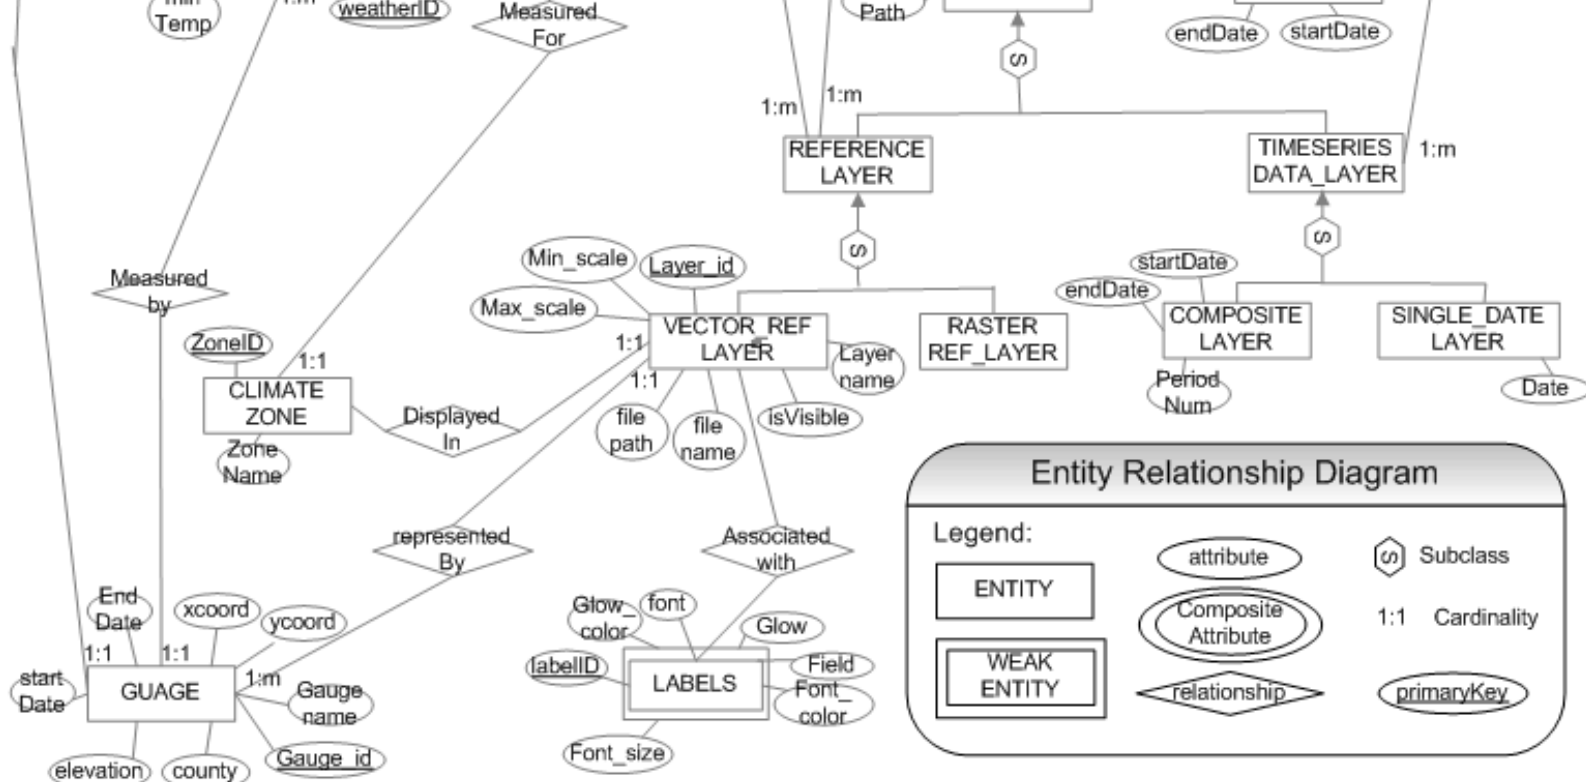 min
Temp
1:m
weatherID
Measured
For
Path
endDate
startDate
1:m
1:m
REFERENCE
LAYER
TIMESERIES
DATA_LAYER
1:m
S
S
S
Measured
by
Min_scale
Layer_id
Max_scale
startDate
endDate
ZoneID
1:1
VECTOR_REF
LAYER
1:1
1:1
RASTER
REF_LAYER
COMPOSITE
LAYER
SINGLE_DATE
LAYER
Layer
name
Period
Num
Date
CLIMATE
ZONE
Zone
Name
Displayed
In
file
path
file
name
isVisible
represented
By
Associated
with
End
Date
xcoord
ycoord
1:1
1:1
start
Date
GUAGE
1:m
Gauge
name
elevation
county
Gauge_id
Glow_
color
font
Glow
labelID
LABELS
Field
Font_
color
Font_size
Entity Relationship Diagram
Legend:
ENTITY
attribute
S Subclass
Composite
Attribute
1:1 Cardinality
WEAK
ENTITY
relationship
primaryKey